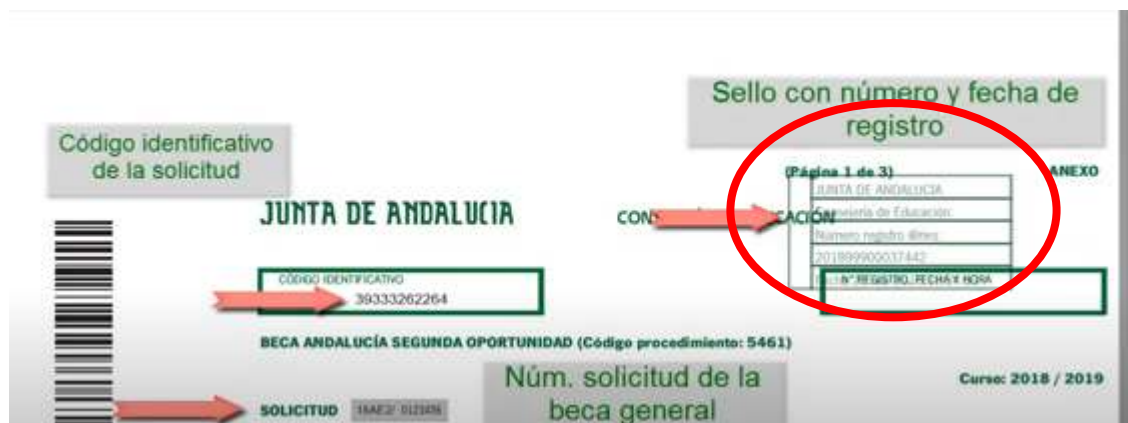 Sello con número y fecha de
registro
Código identificativo
de la solicitud
(Página 1 de 3)
ANEXO
JUNTA DE ANDALUCIA
JUNTA DE ANDALUCIA
de Educación
Número registro
201899900037442
CÓDIGO IDENTIFICATIVO
39333262264
Nº REGISTRO, FECHA Y HORA
BECA ANDALUCÍA SEGUNDA OPORTUNIDAD (Código procedimiento: 5461)
Núm. solicitud de la
beca general
Curso: 2018 / 2019
SOLICITUD